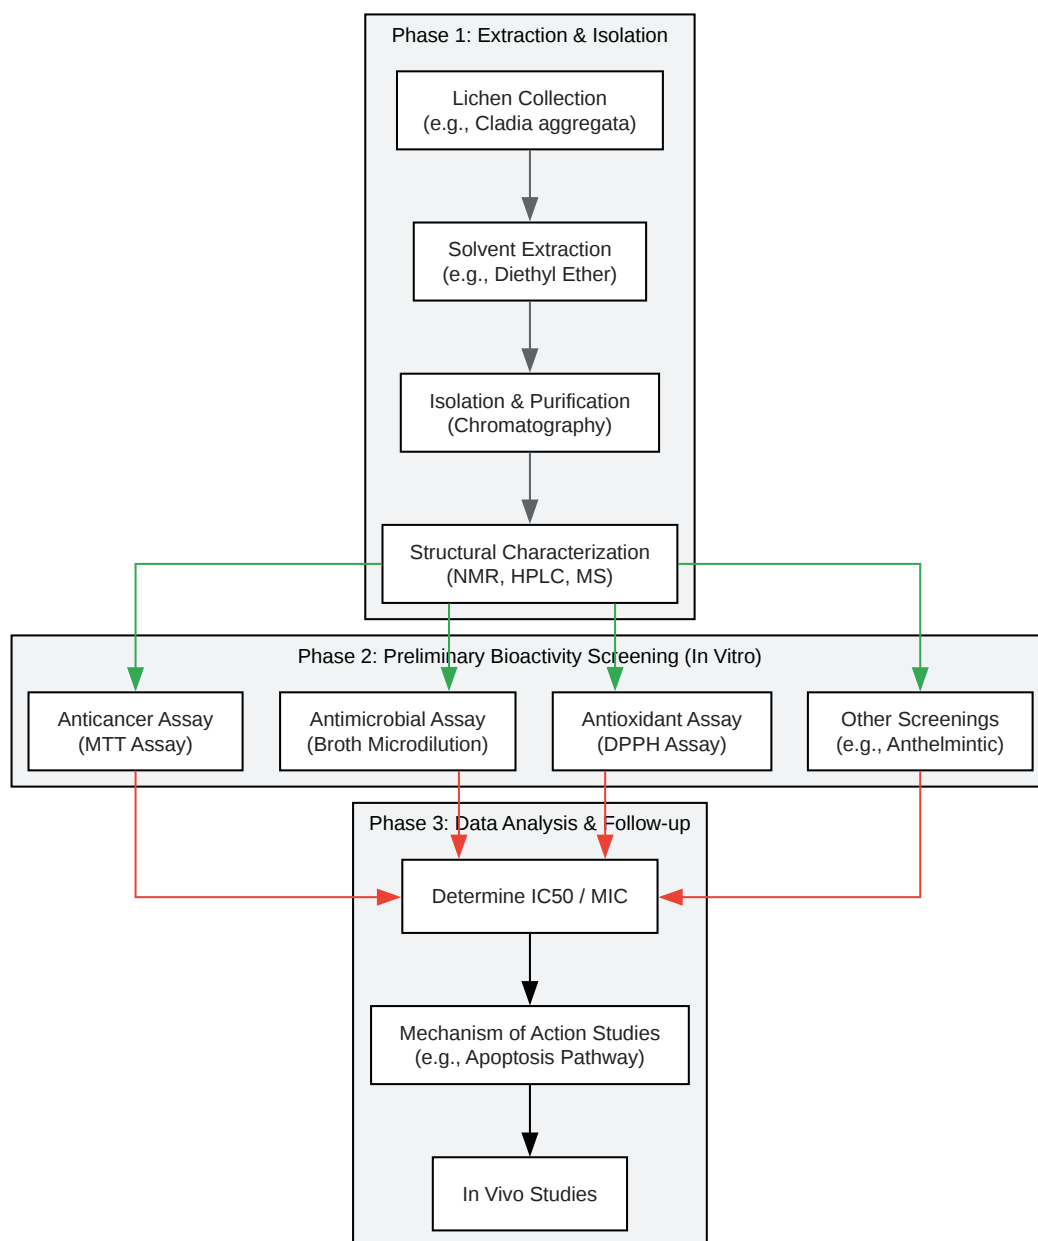 Phase 1: Extraction & Isolation
Lichen Collection
(e.g., Cladia aggregata)
Solvent Extraction
(e.g., Diethyl Ether)
Isolation & Purification
(Chromatography)
Structural Characterization
(NMR, HPLC, MS)
Phase 2: Preliminary Bioactivity Screening (In Vitro)
Anticancer Assay
(MTT Assay)
Antimicrobial Assay
(Broth Microdilution)
Antioxidant Assay
(DPPH Assay)
Other Screenings
(e.g., Anthelmintic)
Phase 3: Data Analysis & Follow-up
Determine IC50 / MIC
Mechanism of Action Studies
(e.g., Apoptosis Pathway)
In Vivo Studies